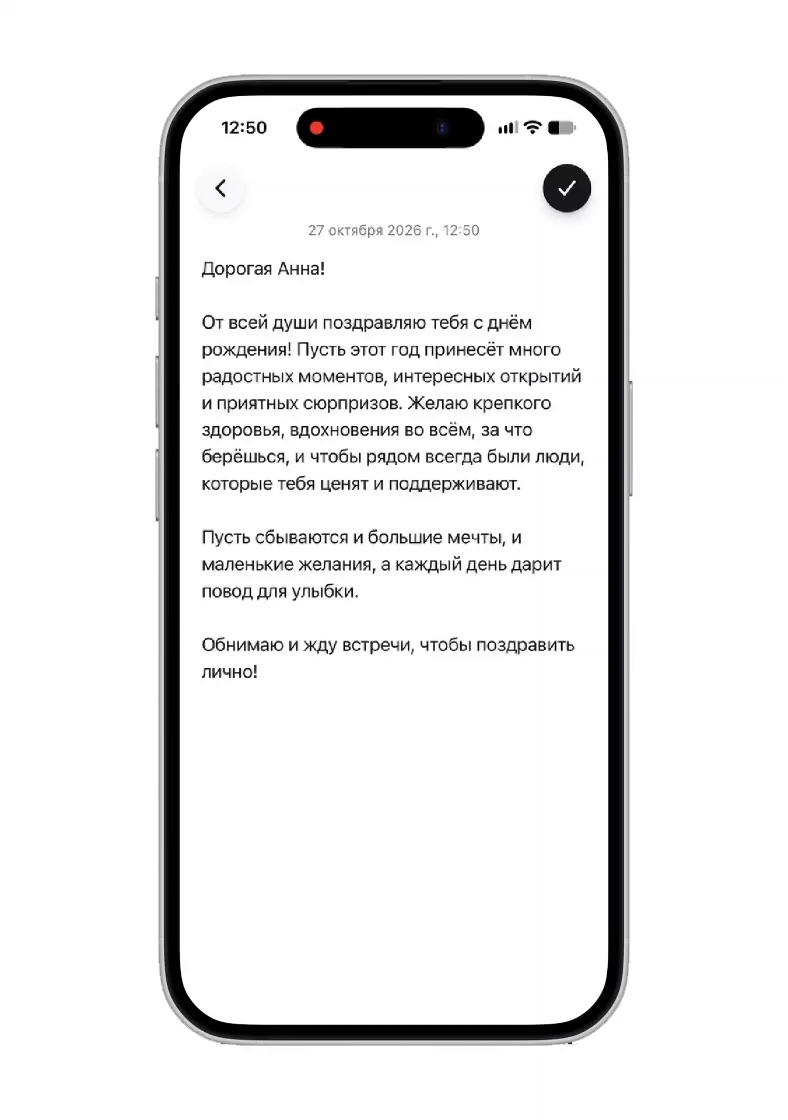 12:50
27 октября 2026 г., 12:50
Дорогая Анна!
От всей души поздравляю тебя с днём
рождения! Пусть этот год принесёт много
радостных моментов, интересных открытий
и приятных сюрпризов. Желаю крепкого
здоровья, вдохновения во всём, за что
берёшься, и чтобы рядом всегда были люди,
которые тебя ценят и поддерживают.
Пусть сбываются и большие мечты, и
маленькие желания, а каждый день дарит
повод для улыбки.
Обнимаю и жду встречи, чтобы поздравить
лично!